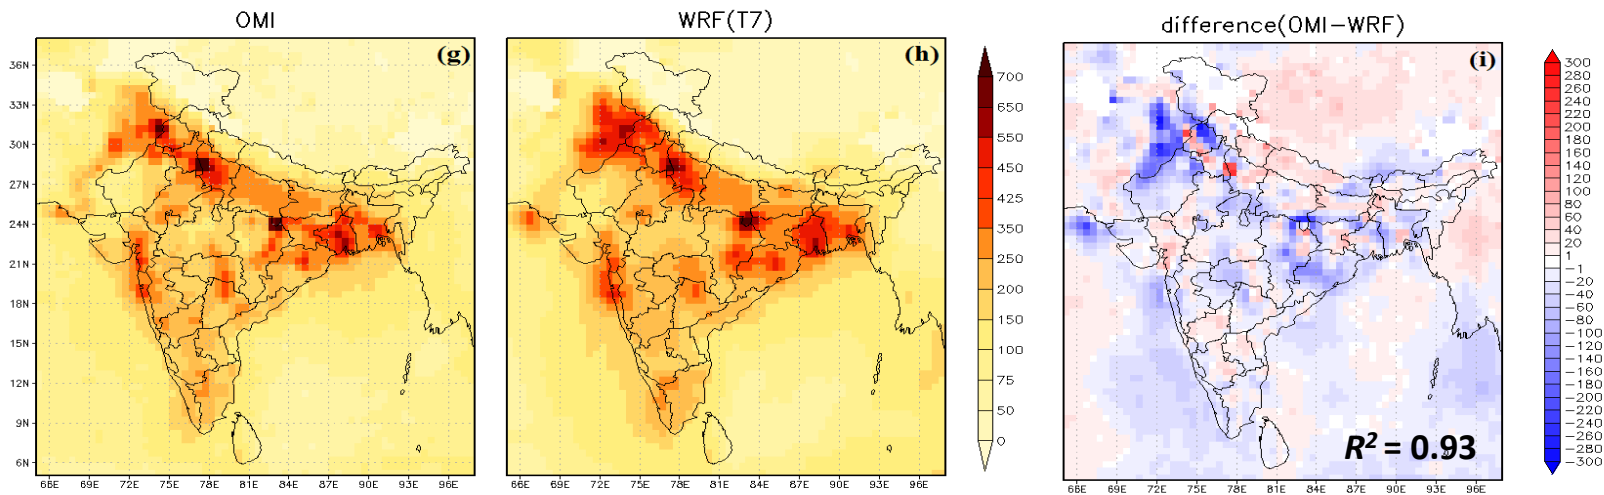 OMI
WRF(T7)
difference(OMI−WRF)
(g)
(h)
(i)
36N
33N
30N
27N
24N
21N
18N
15N
12N
9N
6N
66E 69E 72E 75E 78E 81E 84E 87E 90E 93E 96E
66E 69E 72E 75E 78E 81E 84E 87E 90E 93E 96E
700
650
550
450
425
350
250
200
150
100
75
50
0
R² = 0.93
66E 69E 72E 75E 78E 81E 84E 87E 90E 93E 96E
300
280
260
240
220
200
180
160
140
120
100
80
60
40
20
1
−1
−20
−40
−60
−80
−100
−120
−140
−160
−180
−200
−220
−240
−260
−280
−300